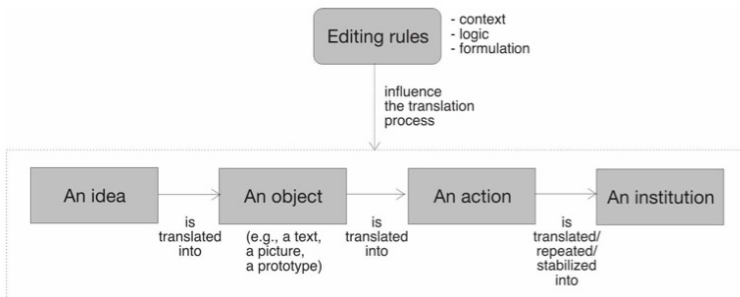 Editing rules
- context
- logic
- formulation
influence
the translation
process
An idea
is
translated
into
An object
(e.g., a text,
a picture,
a prototype)
is
translated
into
An action
is
translated/
repeated/
stabilized
into
An institution